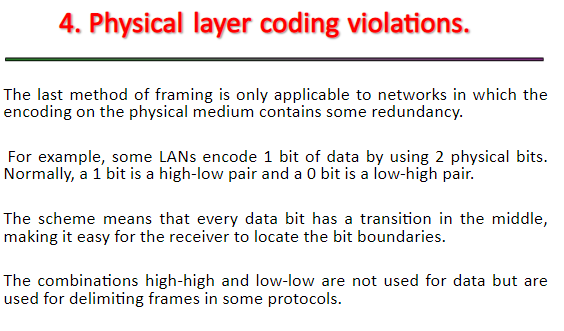 4. Physical layer coding violations.
The last method of framing is only applicable to networks in which the
encoding on the physical medium contains some redundancy.
For example, some LANs encode 1 bit of data by using 2 physical bits.
Normally, a 1 bit is a high-low pair and a 0 bit is a low-high pair.
The scheme means that every data bit has a transition in the middle,
making it easy for the receiver to locate the bit boundaries.
The combinations high-high and low-low are not used for data but are
used for delimiting frames in some protocols.